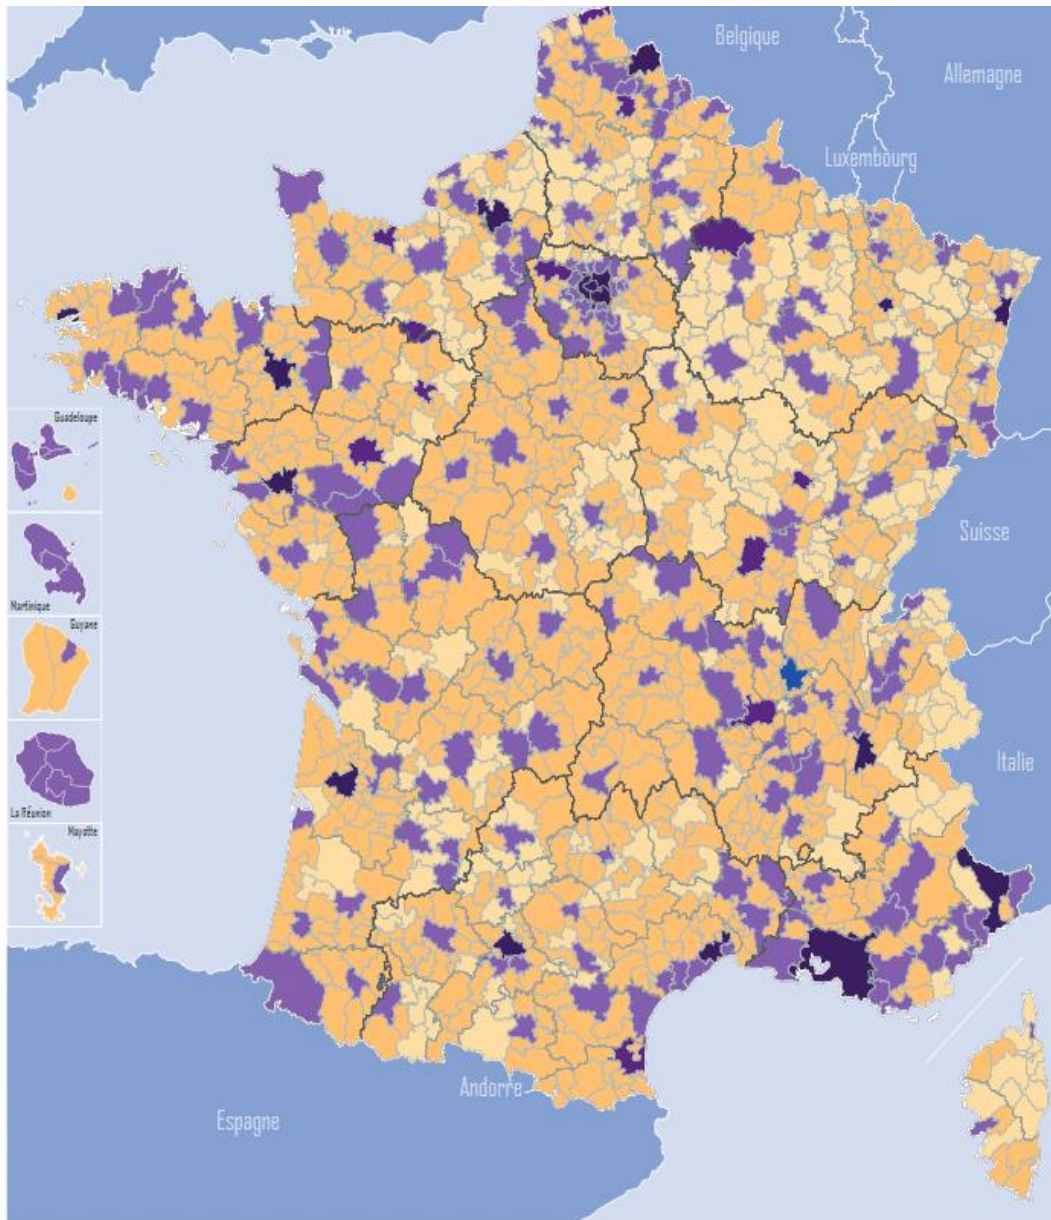 Belgique
Allemagne
Luxembourg
Guadeloupe
Martinique
Suisse
Guyane
La Réunion
Italie
Mayotte
Andorre
Espagne